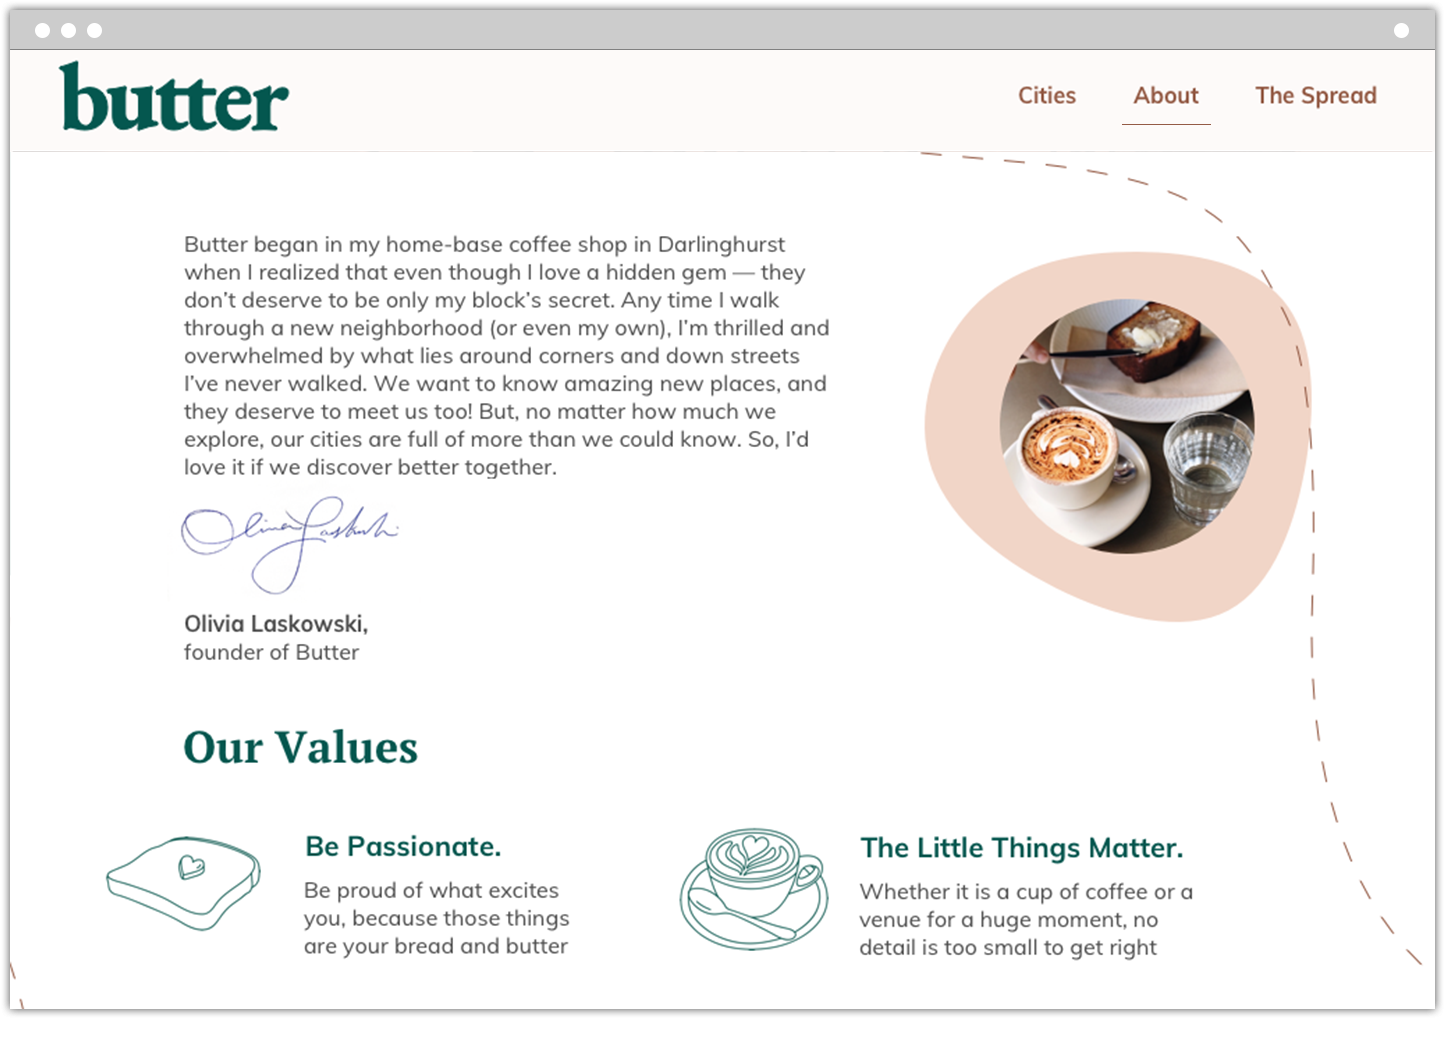 butter
Cities About The Spread
Butter began in my home-base coffee shop in Darlinghurst
when I realized that even though I love a hidden gem — they
don’t deserve to be only my block’s secret. Any time I walk
through a new neighborhood (or even my own), I’m thrilled and
overwhelmed by what lies around corners and down streets
I’ve never walked. We want to know amazing new places, and
they deserve to meet us too! But, no matter how much we
explore, our cities are full of more than we could know. So, I’d
love it if we discover better together.
Olivia Laskowski
Olivia Laskowski,
founder of Butter
Our Values
Be Passionate.
Be proud of what excites
you, because those things
are your bread and butter
The Little Things Matter.
Whether it is a cup of coffee or a
venue for a huge moment, no
detail is too small to get right